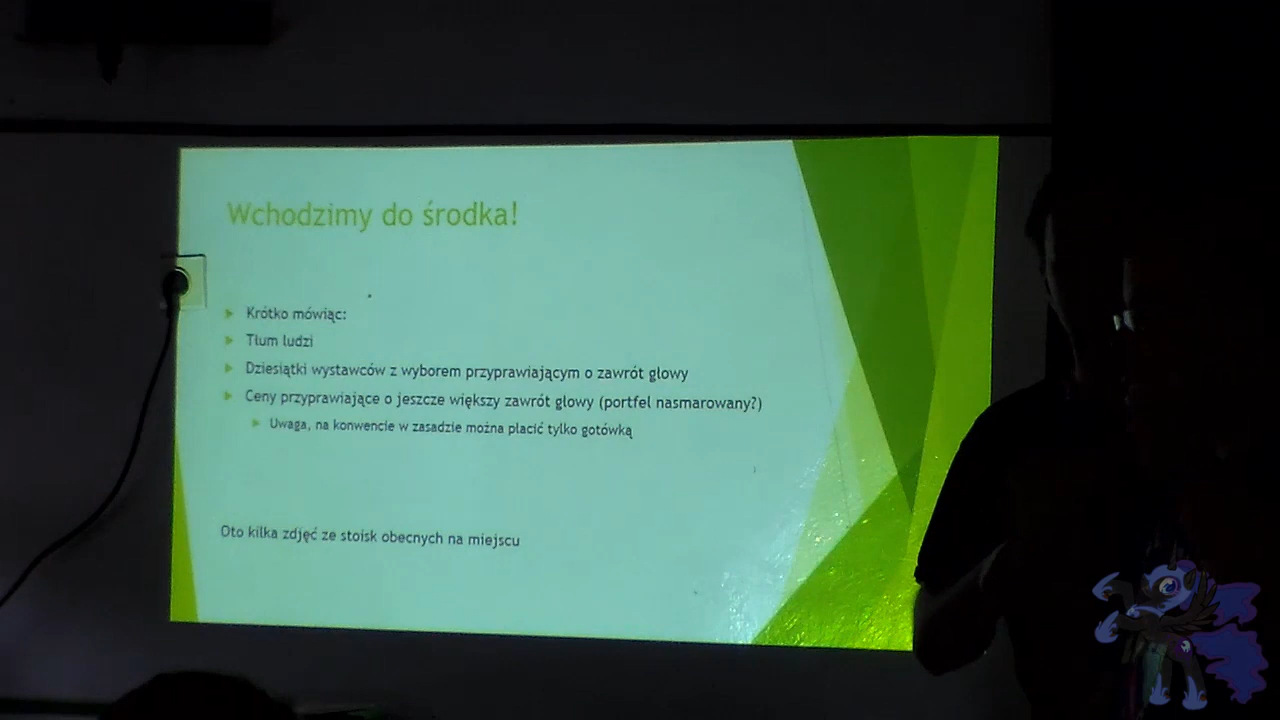 Wchodzimy do środka!
Krótko mówiąc:
Tłum ludzi
Dziesiątki wystawców z wyborem przyprawiającym o zawrót głowy
Ceny przyprawiające o jeszcze większy zawrót głowy (portfel nasmarowany?)
Uwaga, na konwencie w zasadzie można płacić tylko gotówką
Oto kilka zdjęć ze stoisk obecnych na miejscu